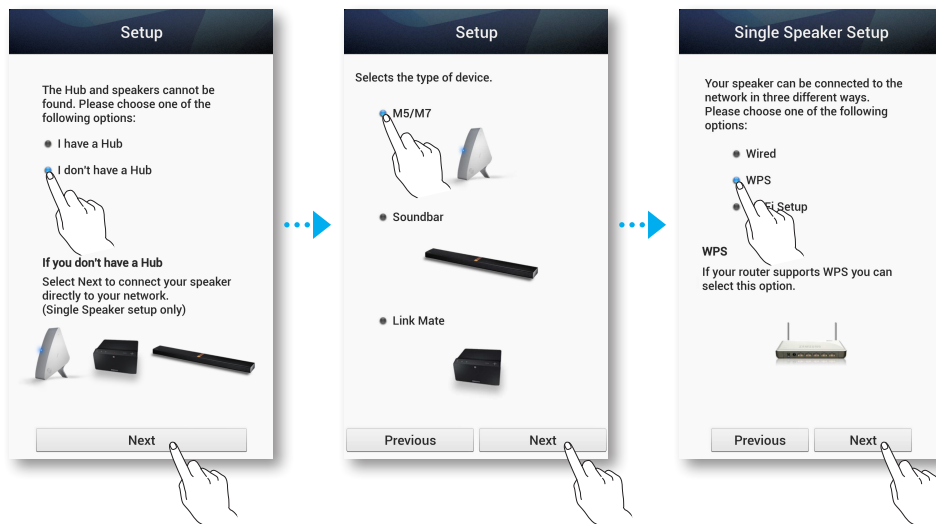 Setup
The Hub and speakers cannot be
found. Please choose one of the
following options:
I have a Hub
I don't have a Hub
If you don't have a Hub
Select Next to connect your speaker
directly to your network.
(Single Speaker setup only)
Next
Setup
Selects the type of device.
M5/M7
Soundbar
Link Mate
Previous
Next
Single Speaker Setup
Your speaker can be connected to the
network in three different ways.
Please choose one of the following
options:
Wired
WPS
Fi Setup
WPS
If your router supports WPS you can
select this option.
Previous
Next